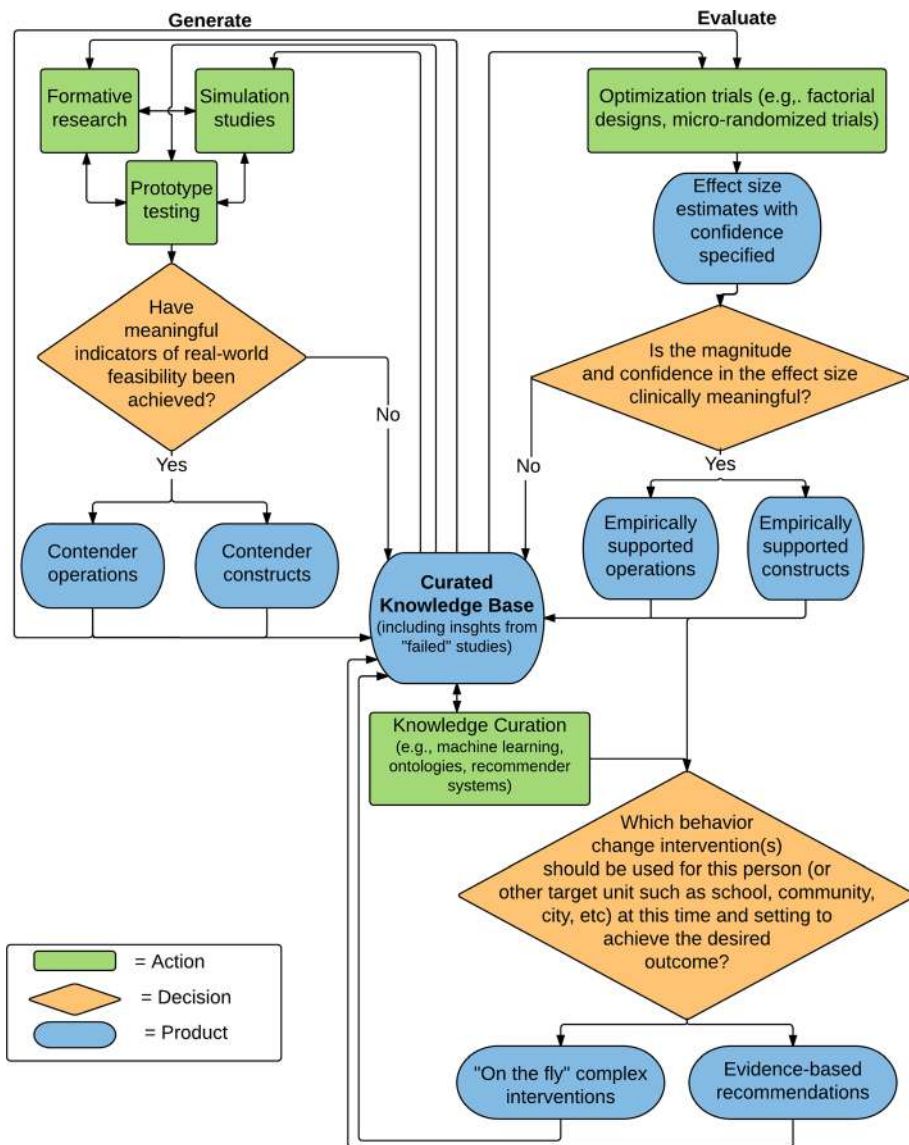 Generate
Evaluate
Formative
research
Simulation
studies
Prototype
testing
Have
meaningful
indicators of real-world
feasibility been
achieved?
No
Yes
Contender
operations
Contender
constructs
Optimization trials (e.g,. factorial
designs, micro-randomized trials)
Effect size
estimates with
confidence
specified
Is the magnitude
and confidence in the effect size
clinically meaningful?
No
Yes
Empirically
supported
operations
Empirically
supported
constructs
Curated
Knowledge Base
(including insghts from
"failed" studies)
Knowledge Curation
(e.g., machine learning,
ontologies, recommender
systems)
Which behavior
change intervention(s)
should be used for this person (or
other target unit such as school, community,
city, etc) at this time and setting to
achieve the desired
outcome?
"On the fly" complex
interventions
Evidence-based
recommendations
= Action
= Decision
= Product